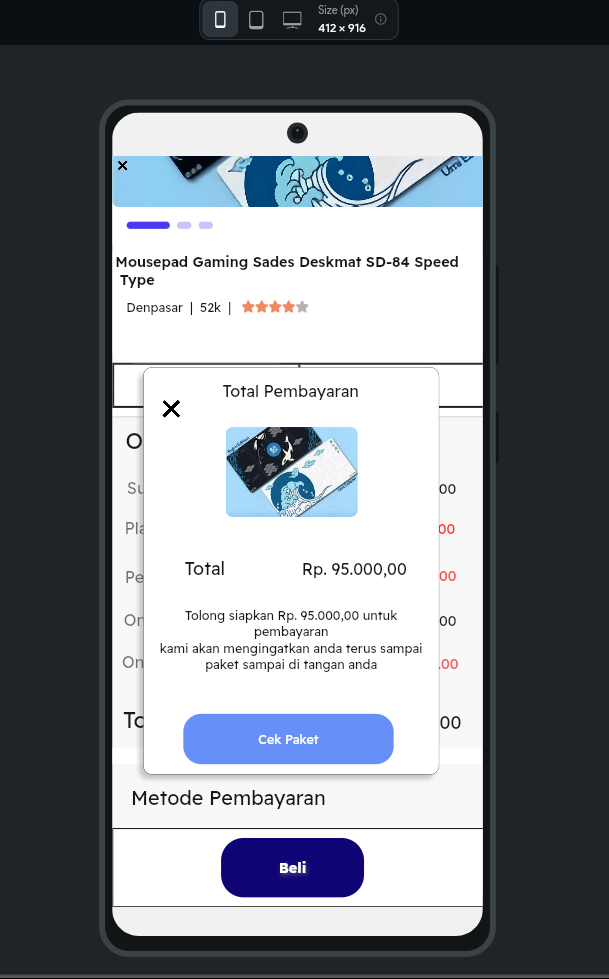 Size (px)
412 × 916
Mousepad Gaming Sades Deskmat SD-84 Speed
Type
Denpasar | 52k |
Total Pembayaran
O
Su
00
Pla
00
Total
Rp. 95.000,00
Pe
00
Tolong siapkan Rp. 95.000,00 untuk
pembayaran
kami akan mengingatkan anda terus sampai
paket sampai di tangan anda
On
00
On
.00
To
00
Cek Paket
Metode Pembayaran
Beli